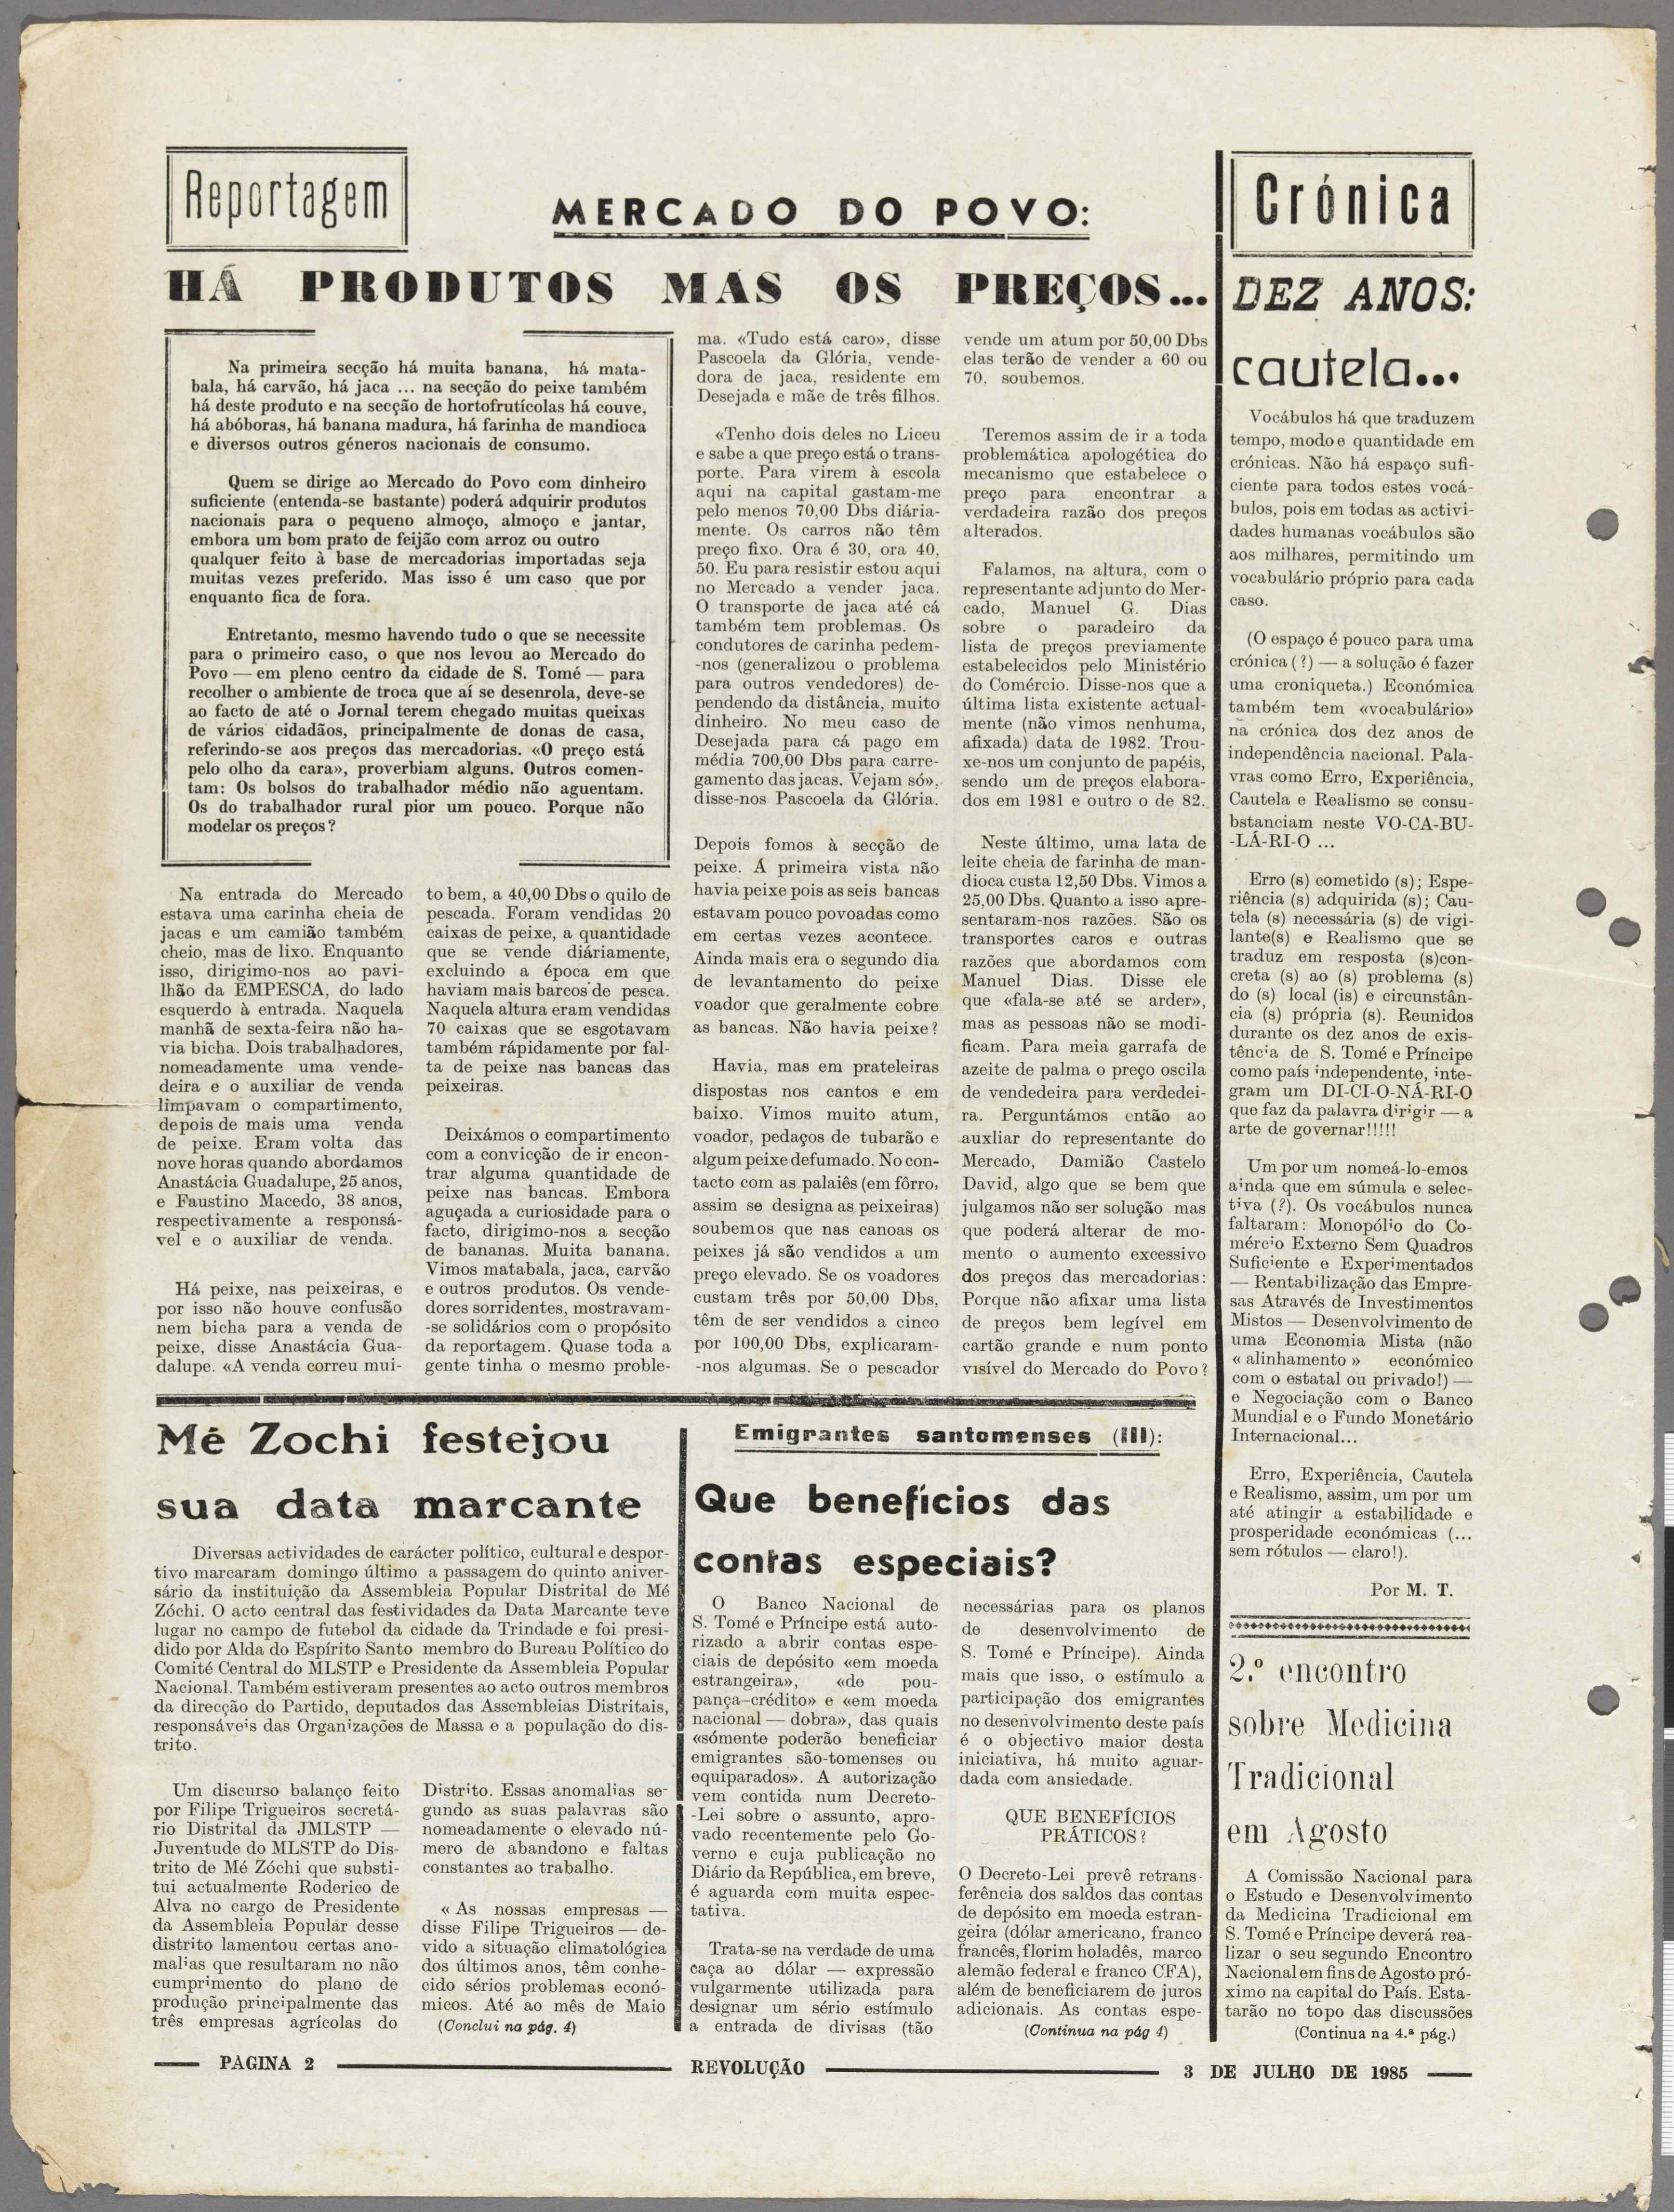 Reportagem
MERCADO DO POVO:
HÁ PRODUTOS MAS OS PREÇOS...
Na primeira secção há muita banana, há mata-
bala, há carvão, há jaca ... na secção do peixe também
há deste produto e na secção de hortofrutícolas há couve,
há abóboras, há banana madura, há farinha de mandioca
e diversos outros géneros nacionais de consumo.
Quem se dirige ao Mercado do Povo com dinheiro
suficiente (entenda-se bastante) poderá adquirir produtos
nacionais para o pequeno almoço, almoço e jantar,
embora um bom prato de feijão com arroz ou outro
qualquer feito à base de mercadorias importadas seja
muitas vezes preferido. Mas isso é um caso que por
enquanto fica de fora.
Entretanto, mesmo havendo tudo o que se necessite
para o primeiro caso, o que nos levou ao Mercado do
Povo — em pleno centro da cidade de S. Tomé — para
recolher o ambiente de troca que aí se desenrola, deve-se
ao facto de até o Jornal terem chegado muitas queixas
de vários cidadãos, principalmente de donas de casa,
referindo-se aos preços das mercadorias. «O preço está
pelo olho da cara», proverbiam alguns. Outros comen-
tam: Os bolsos do trabalhador médio não aguentam.
Os do trabalhador rural pior um pouco. Porque não
modelar os preços?
Na entrada do Mercado
estava uma carinha cheia de
jacas e um camião também
cheio, mas de lixo. Enquanto
isso, dirigimo-nos ao pavi-
lhão da EMPESCA, do lado
esquerdo à entrada. Naquela
manhã de sexta-feira não ha-
via bicha. Dois trabalhadores,
nomeadamente uma vende-
deira e o auxiliar de venda
limpavam o compartimento,
depois de mais uma venda
de peixe. Eram volta das
nove horas quando abordamos
Anastácia Guadalupe, 25 anos,
e Faustino Macedo, 38 anos,
respectivamente a responsá-
vel e o auxiliar de venda.
Há peixe, nas peixeiras, e
por isso não houve confusão
nem bicha para a venda de
peixe, disse Anastácia Gua-
dalupe. «A venda correu mui-
to bem, a 40,00 Dbs o quilo de
pescada. Foram vendidas 20
caixas de peixe, a quantidade
que se vende diáriamente,
excluindo a época em que
haviam mais barcos de pesca.
Naquela altura eram vendidas
70 caixas que se esgotavam
também rápidamente por fal-
ta de peixe nas bancas das
peixeiras.
Deixámos o compartimento
com a convicção de ir encon-
trar alguma quantidade de
peixe nas bancas. Embora
aguçada a curiosidade para o
facto, dirigimo-nos a secção
de bananas. Muita banana.
Vimos matabala, jaca, carvão
e outros produtos. Os vende-
dores sorridentes, mostravam-
-se solidários com o propósito
da reportagem. Quase toda a
gente tinha o mesmo proble-
ma. «Tudo está caro», disse
Pascoela da Glória, vende-
dora de jaca, residente em
Desejada e mãe de três filhos.
«Tenho dois deles no Liceu
e sabe a que preço está o trans-
porte. Para virem à escola
aqui na capital gastam-me
pelo menos 70,00 Dbs diária-
mente. Os carros não têm
preço fixo. Ora é 30, ora 40,
50. Eu para resistir estou aqui
no Mercado a vender jaca.
O transporte de jaca até cá
também tem problemas. Os
condutores de carinha pedem-
-nos (generalizou o problema
para outros vendedores) de-
pendendo da distância, muito
dinheiro. No meu caso de
Desejada para cá pago em
média 700,00 Dbs para carre-
gamento das jacas. Vejam só»,
disse-nos Pascoela da Glória.
Depois fomos à secção de
peixe. Á primeira vista não
havia peixe pois as seis bancas
estavam pouco povoadas como
em certas vezes acontece.
Ainda mais era o segundo dia
de levantamento do peixe
voador que geralmente cobre
as bancas. Não havia peixe?
Havia, mas em prateleiras
dispostas nos cantos e em
baixo. Vimos muito atum,
voador, pedaços de tubarão e
algum peixe defumado. No con-
tacto com as palaiês (em fôrro,
assim se designa as peixeiras)
soubemos que nas canoas os
peixes já são vendidos a um
preço elevado. Se os voadores
custam três por 50,00 Dbs,
têm de ser vendidos a cinco
por 100,00 Dbs, explicaram-
-nos algumas. Se o pescador
vende um atum por 50,00 Dbs
elas terão de vender a 60 ou
70, soubemos.
Teremos assim de ir a toda
problemática apologética do
mecanismo que estabelece o
preço para encontrar a
verdadeira razão dos preços
alterados.
Falamos, na altura, com o
representante adjunto do Mer-
cado, Manuel G. Dias
sobre o paradeiro da
lista de preços previamente
estabelecidos pelo Ministério
do Comércio. Disse-nos que a
última lista existente actual-
mente (não vimos nenhuma,
afixada) data de 1982. Trou-
xe-nos um conjunto de papéis,
sendo um de preços elabora-
dos em 1981 e outro o de 82.
Neste último, uma lata de
leite cheia de farinha de man-
dioca custa 12,50 Dbs. Vimos a
25,00 Dbs. Quanto a isso apre-
sentaram-nos razões. São os
transportes caros e outras
razões que abordamos com
Manuel Dias. Disse ele
que «fala-se até se arder»,
mas as pessoas não se modi-
ficam. Para meia garrafa de
azeite de palma o preço oscila
de vendedeira para verdedei-
ra. Perguntámos então ao
auxliar do representante do
Mercado, Damião Castelo
David, algo que se bem que
julgamos não ser solução mas
que poderá alterar de mo-
mento o aumento excessivo
dos preços das mercadorias:
Porque não afixar uma lista
de preços bem legível em
cartão grande e num ponto
visível do Mercado do Povo?
Crónica
DEZ ANOS:
cautela...
Vocábulos há que traduzem
tempo, modo e quantidade em
crónicas. Não há espaço sufi-
ciente para todos estes vocá-
bulos, pois em todas as activi-
dades humanas vocábulos são
aos milhares, permitindo um
vocabulário próprio para cada
caso.
(O espaço é pouco para uma
crónica (?) — a solução é fazer
uma croniqueta.) Económica
também tem «vocabulário»
na crónica dos dez anos de
independência nacional. Pala-
vras como Erro, Experiência,
Cautela e Realismo se consu-
bstanciam neste VO-CA-BU-
-LÁ-RI-O ...
Erro (s) cometido (s); Espe-
riência (s) adquirida (s); Cau-
tela (s) necessária (s) de vigi-
lante(s) e Realismo que se
traduz em resposta (s)con-
creta (s) ao (s) problema (s)
do (s) local (is) e circunstân-
cia (s) própria (s). Reunidos
durante os dez anos de exis-
tência de S. Tomé e Príncipe
como país independente, inte-
gram um DI-CI-O-NÁ-RI-O
que faz da palavra dirigir — a
arte de governar!!!!!
Um por um nomeá-lo-emos
ainda que em súmula e selec-
tiva (?). Os vocábulos nunca
faltaram: Monopólio do Co-
mércio Externo Sem Quadros
Suficiente e Experimentados
— Rentabilização das Empre-
sas Através de Investimentos
Mistos — Desenvolvimento de
uma Economia Mista (não
« alinhamento » económico
com o estatal ou privado!) —
e Negociação com o Banco
Mundial e o Fundo Monetário
Internacional...
Erro, Experiência, Cautela
e Realismo, assim, um por um
até atingir a estabilidade e
prosperidade económicas (...
sem rótulos — claro!).
Por M. T.
Mé Zochi festejou
sua data marcante
Diversas actividades de carácter político, cultural e despor-
tivo marcaram domingo último a passagem do quinto aniver-
sário da instituição da Assembleia Popular Distrital de Mé
Zóchi. O acto central das festividades da Data Marcante teve
lugar no campo de futebol da cidade da Trindade e foi presi-
dido por Alda do Espírito Santo membro do Bureau Político do
Comité Central do MLSTP e Presidente da Assembleia Popular
Nacional. Também estiveram presentes ao acto outros membros
da direcção do Partido, deputados das Assembleias Distritais,
responsáveis das Organizações de Massa e a população do dis-
trito.
Um discurso balanço feito
por Filipe Trigueiros secretá-
rio Distrital da JMLSTP —
Juventude do MLSTP do Dis-
trito de Mé Zóchi que substi-
tui actualmente Roderico de
Alva no cargo de Presidente
da Assembleia Popular desse
distrito lamentou certas ano-
malias que resultaram no não
cumprimento do plano de
produção principalmente das
três empresas agrícolas do
Distrito. Essas anomalias se-
gundo as suas palavras são
nomeadamente o elevado nú-
mero de abandono e faltas
constantes ao trabalho.
« As nossas empresas —
disse Filipe Trigueiros — de-
vido a situação climatológica
dos últimos anos, têm conhe-
cido sérios problemas econó-
micos. Até ao mês de Maio
(Conclui na pág. 4)
Emigrantes santomenses (III):
Que benefícios das
contas especiais?
O Banco Nacional de
S. Tomé e Príncipe está auto-
rizado a abrir contas espe-
ciais de depósito «em moeda
estrangeira», «de pou-
pança-crédito» e «em moeda
nacional — dobra», das quais
«sómente poderão beneficiar
emigrantes são-tomenses ou
equiparados». A autorização
vem contida num Decreto-
-Lei sobre o assunto, apro-
vado recentemente pelo Go-
verno e cuja publicação no
Diário da República, em breve,
é aguarda com muita espec-
tativa.
Trata-se na verdade de uma
caça ao dólar — expressão
vulgarmente utilizada para
designar um sério estímulo
a entrada de divisas (tão
necessárias para os planos
de desenvolvimento de
S. Tomé e Príncipe). Ainda
mais que isso, o estímulo a
participação dos emigrantes
no desenvolvimento deste país
é o objectivo maior desta
iniciativa, há muito aguar-
dada com ansiedade.
QUE BENEFÍCIOS
PRÁTICOS?
O Decreto-Lei prevê retrans-
ferência dos saldos das contas
de depósito em moeda estran-
geira (dólar americano, franco
francês, florim holadês, marco
alemão federal e franco CFA),
além de beneficiarem de juros
adicionais. As contas espe-
(Continua na pág 4)
2.º encontro
sobre Medicina
Tradicional
em Agosto
A Comissão Nacional para
o Estudo e Desenvolvimento
da Medicina Tradicional em
S. Tomé e Príncipe deverá rea-
lizar o seu segundo Encontro
Nacional em fins de Agosto pró-
ximo na capital do País. Esta-
tarão no topo das discussões
(Continua na 4.ª pág.)
PAGINA 2
REVOLUÇÃO
3 DE JULHO DE 1985